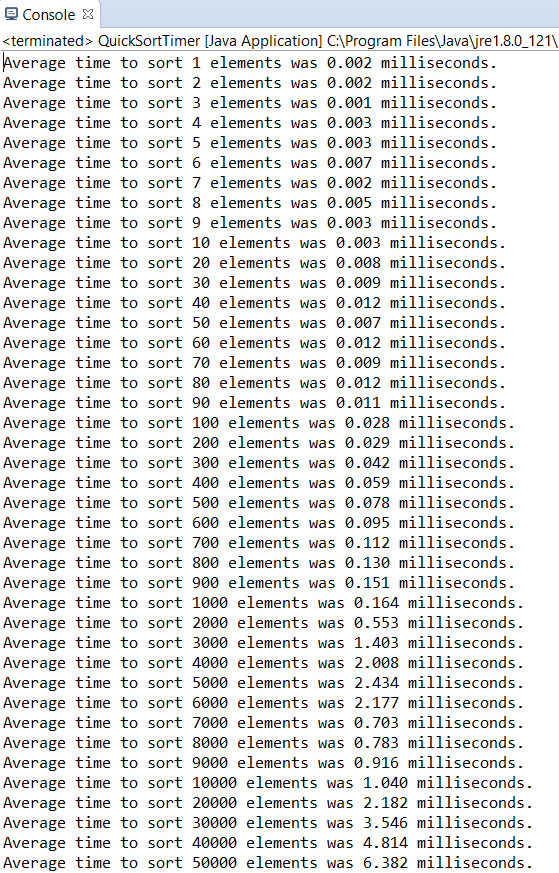 Console
<terminated> QuickSortTimer [Java Application] C:\Program Files\Java\jre1.8.0_121\
Average time to sort 1 elements was 0.002 milliseconds.
Average time to sort 2 elements was 0.002 milliseconds.
Average time to sort 3 elements was 0.001 milliseconds.
Average time to sort 4 elements was 0.003 milliseconds.
Average time to sort 5 elements was 0.003 milliseconds.
Average time to sort 6 elements was 0.007 milliseconds.
Average time to sort 7 elements was 0.002 milliseconds.
Average time to sort 8 elements was 0.005 milliseconds.
Average time to sort 9 elements was 0.003 milliseconds.
Average time to sort 10 elements was 0.003 milliseconds.
Average time to sort 20 elements was 0.008 milliseconds.
Average time to sort 30 elements was 0.009 milliseconds.
Average time to sort 40 elements was 0.012 milliseconds.
Average time to sort 50 elements was 0.007 milliseconds.
Average time to sort 60 elements was 0.012 milliseconds.
Average time to sort 70 elements was 0.009 milliseconds.
Average time to sort 80 elements was 0.012 milliseconds.
Average time to sort 90 elements was 0.011 milliseconds.
Average time to sort 100 elements was 0.028 milliseconds.
Average time to sort 200 elements was 0.029 milliseconds.
Average time to sort 300 elements was 0.042 milliseconds.
Average time to sort 400 elements was 0.059 milliseconds.
Average time to sort 500 elements was 0.078 milliseconds.
Average time to sort 600 elements was 0.095 milliseconds.
Average time to sort 700 elements was 0.112 milliseconds.
Average time to sort 800 elements was 0.130 milliseconds.
Average time to sort 900 elements was 0.151 milliseconds.
Average time to sort 1000 elements was 0.164 milliseconds.
Average time to sort 2000 elements was 0.553 milliseconds.
Average time to sort 3000 elements was 1.403 milliseconds.
Average time to sort 4000 elements was 2.008 milliseconds.
Average time to sort 5000 elements was 2.434 milliseconds.
Average time to sort 6000 elements was 2.177 milliseconds.
Average time to sort 7000 elements was 0.703 milliseconds.
Average time to sort 8000 elements was 0.783 milliseconds.
Average time to sort 9000 elements was 0.916 milliseconds.
Average time to sort 10000 elements was 1.040 milliseconds.
Average time to sort 20000 elements was 2.182 milliseconds.
Average time to sort 30000 elements was 3.546 milliseconds.
Average time to sort 40000 elements was 4.814 milliseconds.
Average time to sort 50000 elements was 6.382 milliseconds.